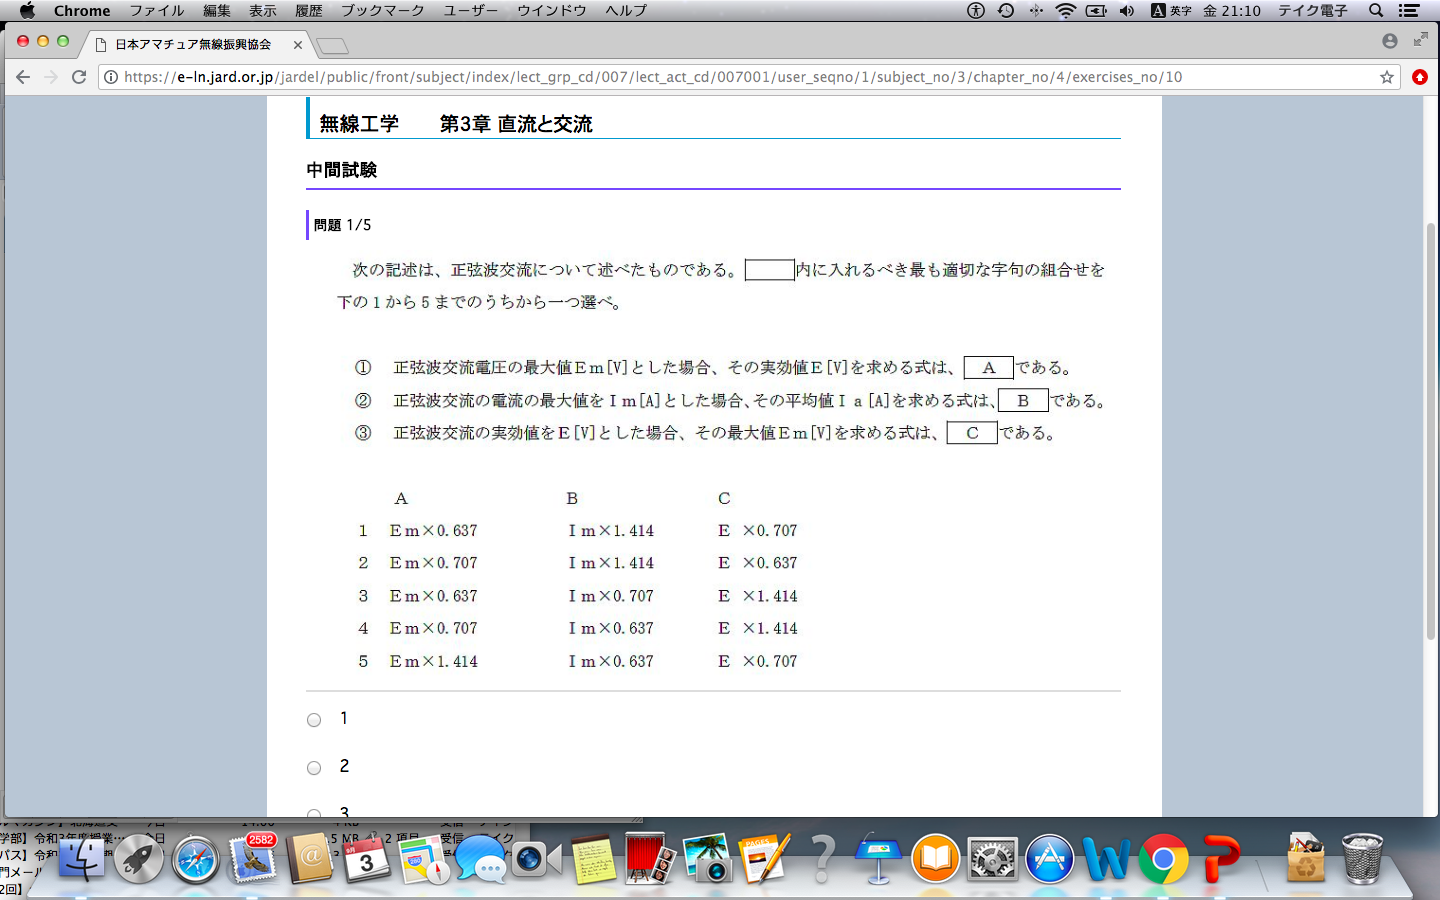 Chrome ファイル 編集 表示 履歴 ブックマーク ユーザー ウインドウ ヘルプ A 英字 金 21:10 テイク電子
日本アマチュア無線振興協会
https://e-ln.jard.or.jp/jardel/public/front/subject/index/lect_grp_cd/007/lect_act_cd/007001/user_seqno/1/subject_no/3/chapter_no/4/exercises_no/10
無線工学 第3章 直流と交流
中間試験
問題 1/5
次の記述は、正弦波交流について述べたものである。 内に入れるべき最も適切な字句の組合せを
下の1から5までのうちから一つ選べ。
① 正弦波交流電圧の最大値Em[V]とした場合、その実効値E[V]を求める式は、 A である。
② 正弦波交流の電流の最大値をIm[A]とした場合、その平均値Ia[A]を求める式は、 B である。
③ 正弦波交流の実効値をE[V]とした場合、その最大値Em[V]を求める式は、 C である。
A B C
1 Em×0.637 Im×1.414 E ×0.707
2 Em×0.707 Im×1.414 E ×0.637
3 Em×0.637 Im×0.707 E ×1.414
4 Em×0.707 Im×0.637 E ×1.414
5 Em×1.414 Im×0.637 E ×0.707
1
2
3
2582
3
PAGES